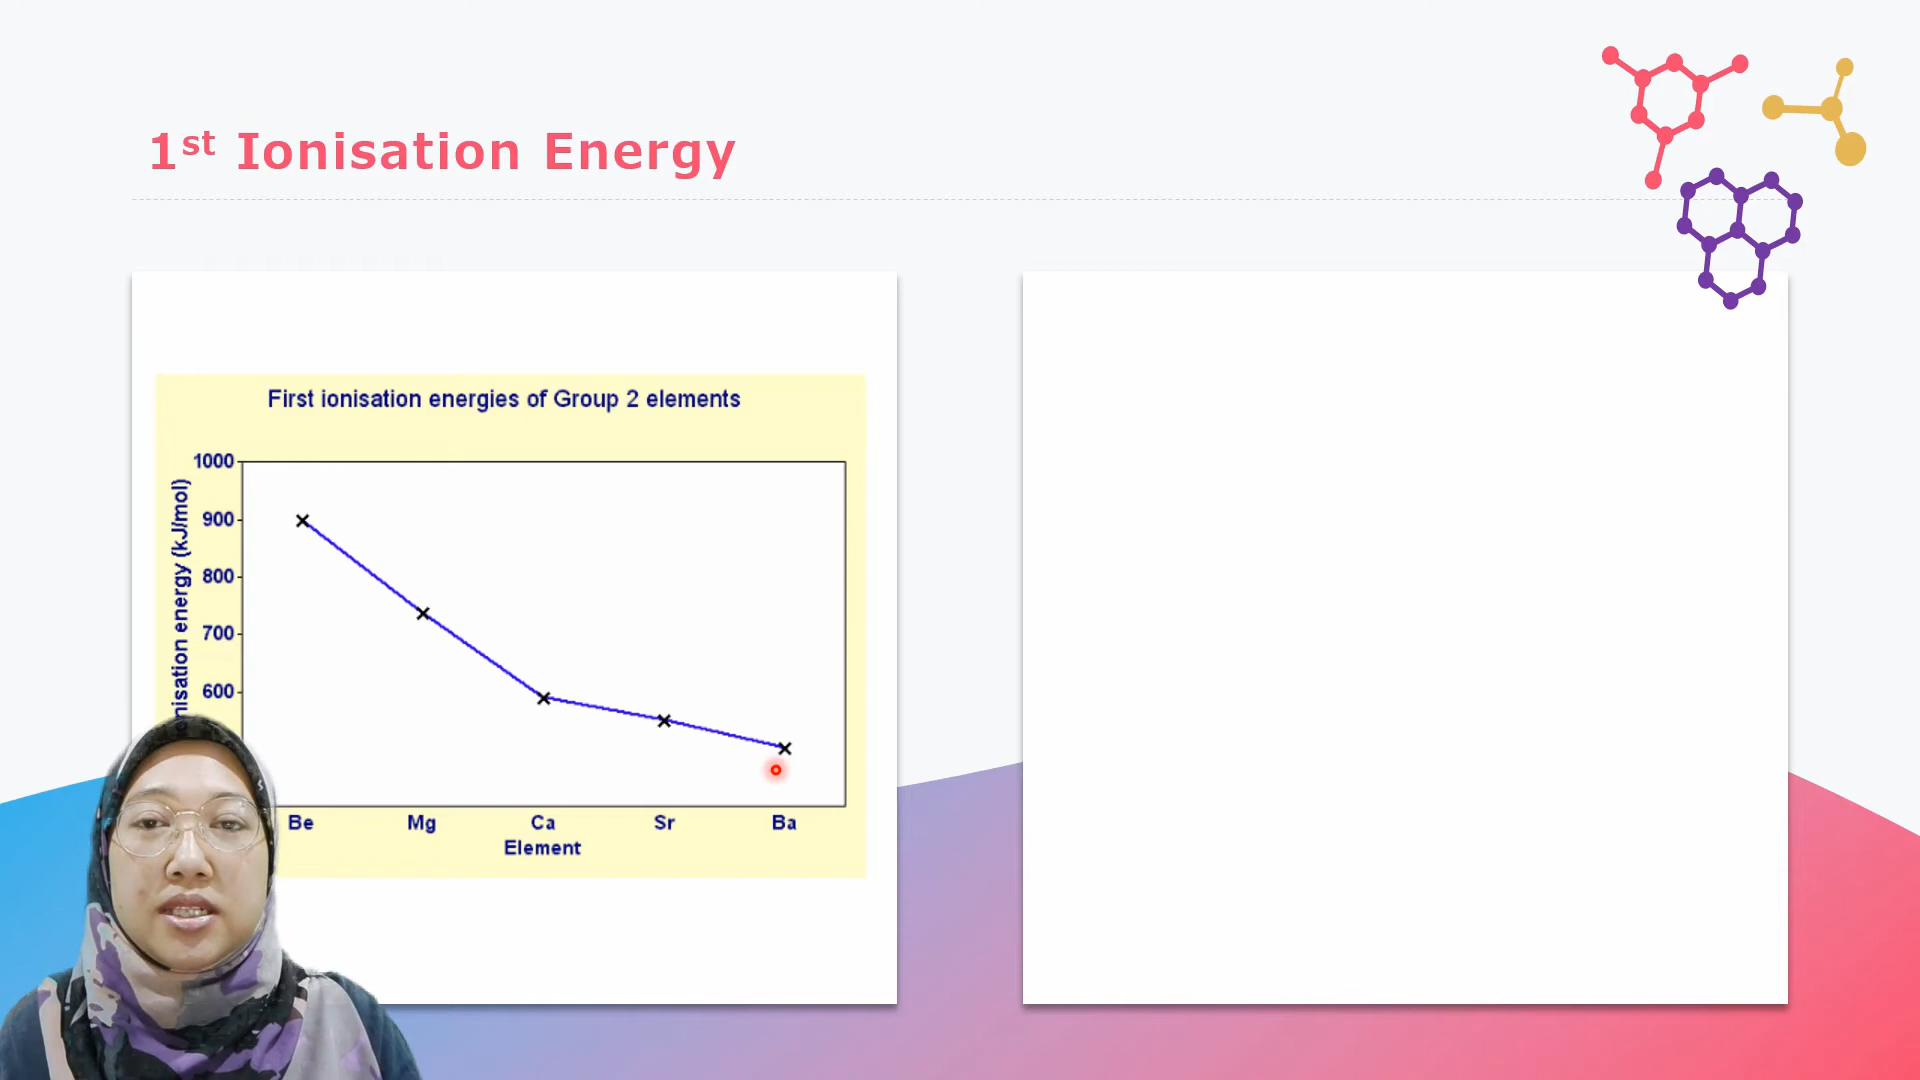 1st Ionisation Energy
First ionisation energies of Group 2 elements
1000
900
800
700
600
energy (kJ/mol)
Be Mg Ca Sr Ba
Element